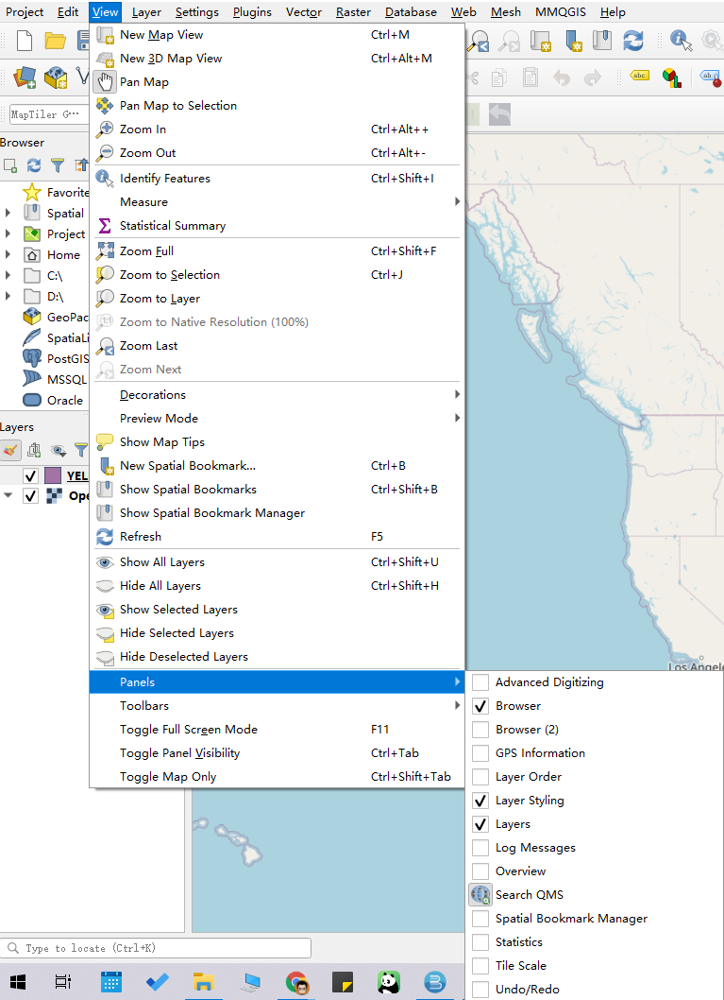 Project Edit View Layer Settings Plugins Vector Raster Database Web Mesh MMQGIS Help
New Map View Ctrl+M
New 3D Map View Ctrl+Alt+M
Pan Map
Pan Map to Selection
Zoom In Ctrl+Alt++
Zoom Out Ctrl+Alt+-
Identify Features Ctrl+Shift+I
Measure
Statistical Summary
Zoom Full Ctrl+Shift+F
Zoom to Selection Ctrl+J
Zoom to Layer
Zoom to Native Resolution (100%)
Zoom Last
Zoom Next
Decorations
Preview Mode
Show Map Tips
New Spatial Bookmark... Ctrl+B
Show Spatial Bookmarks Ctrl+Shift+B
Show Spatial Bookmark Manager
Refresh F5
Show All Layers Ctrl+Shift+U
Hide All Layers Ctrl+Shift+H
Show Selected Layers
Hide Selected Layers
Hide Deselected Layers
Panels
Toolbars
Toggle Full Screen Mode F11
Toggle Panel Visibility Ctrl+Tab
Toggle Map Only Ctrl+Shift+Tab
Advanced Digitizing
Browser
Browser (2)
GPS Information
Layer Order
Layer Styling
Layers
Log Messages
Overview
Search QMS
Spatial Bookmark Manager
Statistics
Tile Scale
Undo/Redo
MapTiler G…
Browser
Favorite
Spatial
Project
Home
C:\
D:\
GeoPac
SpatiaLi
PostGIS
MSSQL
Oracle
Layers
YEL
Ope
abc
Los Angele
Type to locate (Ctrl+K)